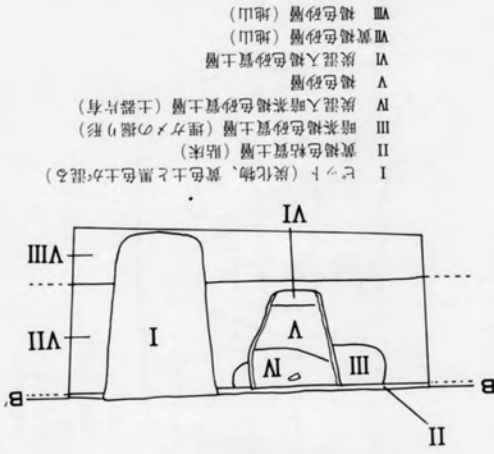 II
B B'
III IV I VII
V
VI VIII
I ピット(炭化物、黄色土と黒色土が混る)
II 黄褐色粘質土層(貼床)
III 暗茶褐色砂質土層(埋ガメの掘り形)
IV 炭混入暗茶褐色砂質土層(土器片有)
V 褐色砂層
VI 炭混入褐色砂質土層
VII 黄褐色砂層(地山)
VIII 褐色砂層(地山)